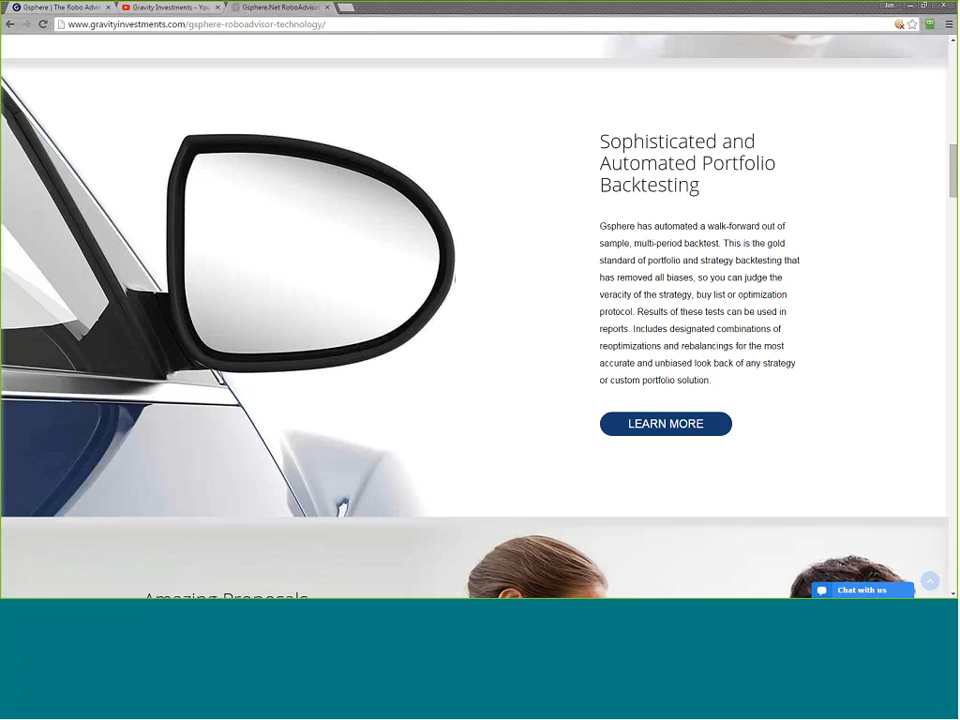 Gsphere | The Robo Advi
Gravity Investments - You
Gsphere.Net RoboAdvisor
Jim
www.gravityinvestments.com/gsphere-roboadvisor-technology/
Sophisticated and
Automated Portfolio
Backtesting
Gsphere has automated a walk-forward out of
sample, multi-period backtest. This is the gold
standard of portfolio and strategy backtesting that
has removed all biases, so you can judge the
veracity of the strategy, buy list or optimization
protocol. Results of these tests can be used in
reports. Includes designated combinations of
reoptimizations and rebalancings for the most
accurate and unbiased look back of any strategy
or custom portfolio solution.
LEARN MORE
Amazing Proposals
Chat with us